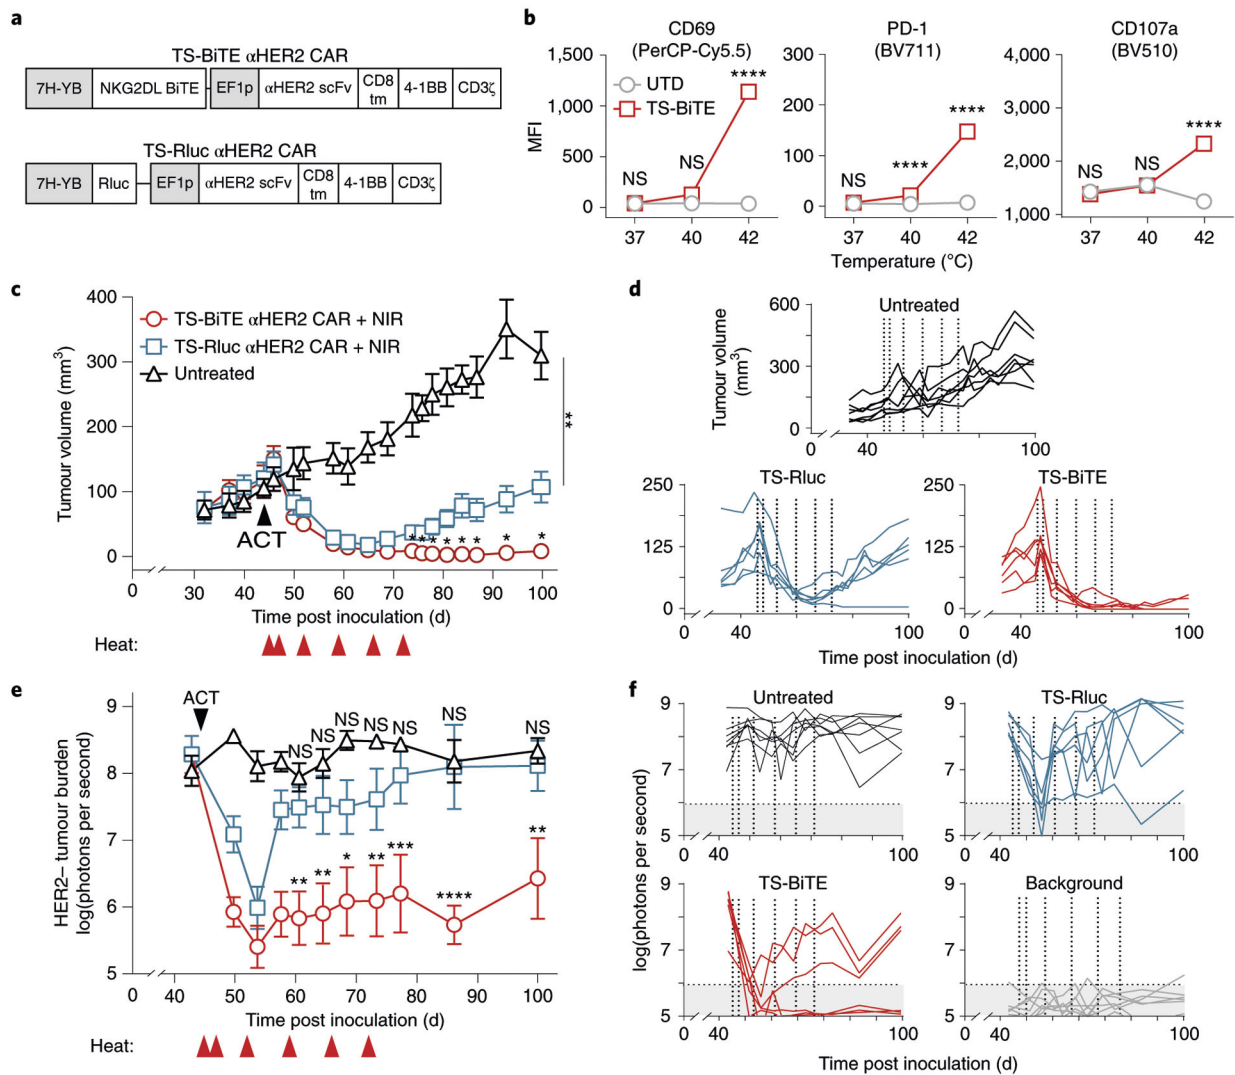 a
TS-BiTE αHER2 CAR
7H-YB NKG2DL BiTE EF1p αHER2 scFv CD8 tm 4-1BB CD3ζ
TS-Rluc αHER2 CAR
7H-YB Rluc EF1p αHER2 scFv CD8 tm 4-1BB CD3ζ
b
CD69
(PerCP-Cy5.5)
1,500
1,000
500
0
MFI
UTD
TS-BiTE
NS
NS
****
37 40 42
PD-1
(BV711)
300
200
100
0
NS
****
****
37 40 42
CD107a
(BV510)
4,000
3,000
2,000
1,000
NS
NS
****
37 40 42
Temperature (°C)
c
400
300
200
100
0
Tumour volume (mm³)
TS-BiTE αHER2 CAR + NIR
TS-Rluc αHER2 CAR + NIR
Untreated
**
ACT
* * * * * * * *
0 30 40 50 60 70 80 90 100
Time post inoculation (d)
Heat:
d
Untreated
600
300
0
Tumour volume
(mm³)
0 40 100
TS-Rluc
250
125
0
0 40 100
TS-BiTE
250
125
0
0 40 100
Time post inoculation (d)
e
ACT
9
8
7
6
5
HER2– tumour burden
log(photons per second)
NS NS NS NS NS NS NS
** ** * ** *** **** **
0 40 50 60 70 80 90 100
Time post inoculation (d)
Heat:
f
Untreated
9
7
5
0 40 100
TS-Rluc
9
7
5
0 40 100
log(photons per second)
TS-BiTE
9
7
5
0 40 100
Background
9
7
5
0 40 100
Time post inoculation (d)